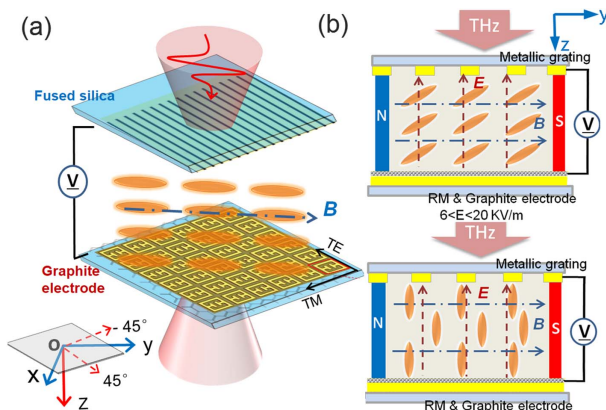 (a)
Fused silica
V
B
Graphite
electrode
TE
TM
- 45°
O
y
X
45°
Z
(b)
THz
y
z
Metallic grating
E
N
B
S
V
RM & Graphite electrode
6<E<20 KV/m
THz
Metallic grating
E
N
B
S
V
RM & Graphite electrode